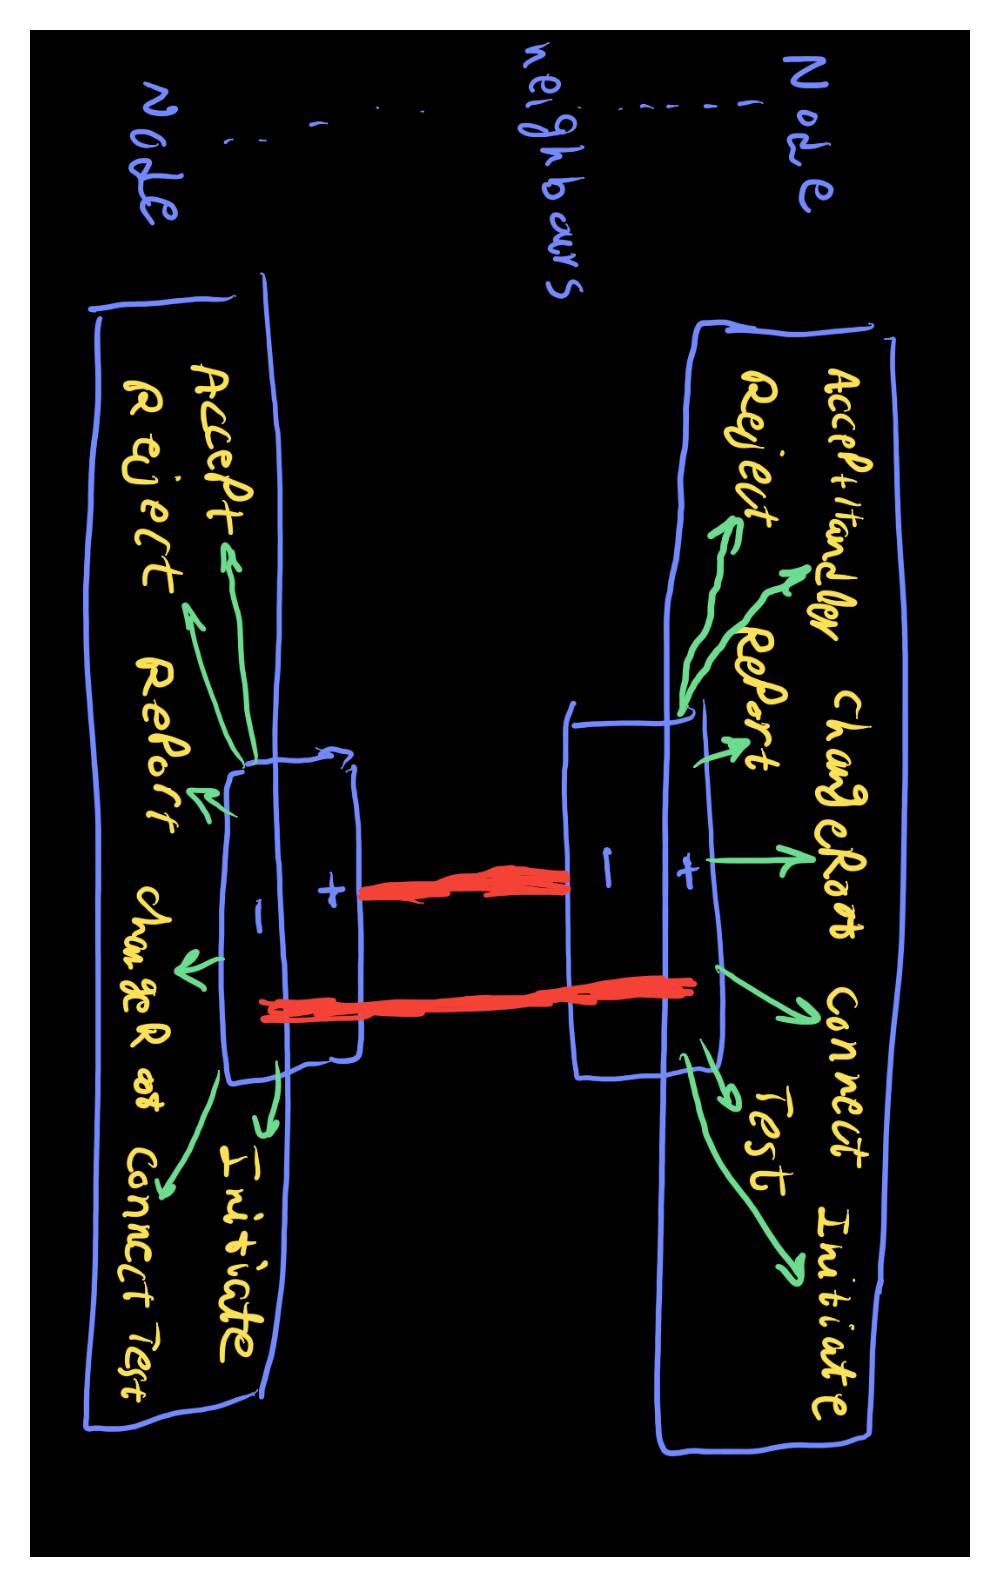 Node
AcceptHandler ChangeRoot Connect Initiate
Reject Report Test
+
-
neighbours
+
-
Accept Initiate
Node
Reject Report ChangeRoot Connect Test